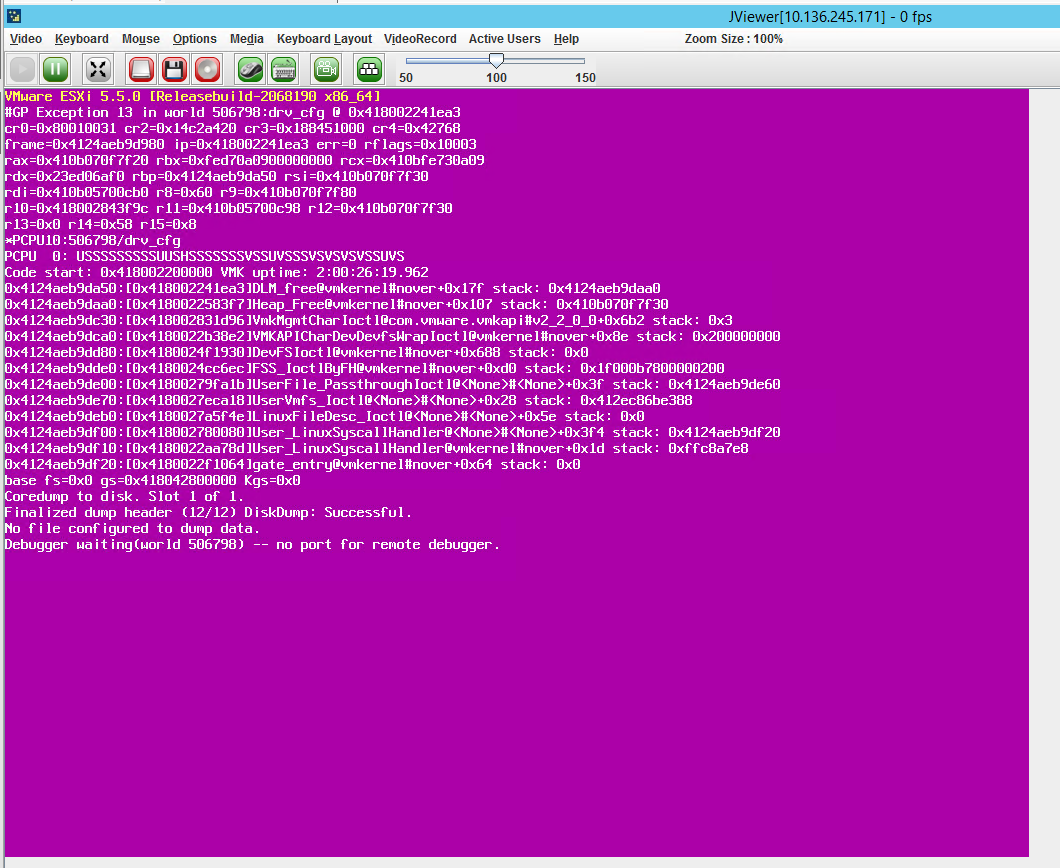 JViewer[10.136.245.171] - 0 fps
Video Keyboard Mouse Options Media Keyboard Layout VideoRecord Active Users Help Zoom Size : 100%
50 100 150
VMware ESXi 5.5.0 [Releasebuild-2068190 x86_64]
#GP Exception 13 in world 506798:drv_cfg @ 0x418002241ea3
cr0=0x80010031 cr2=0x14c2a420 cr3=0x188451000 cr4=0x42768
frame=0x4124aeb9d980 ip=0x418002241ea3 err=0 rflags=0x10003
rax=0x410b070f7f20 rbx=0xfed70a0900000000 rcx=0x410bfe730a09
rdx=0x23ed06af0 rbp=0x4124aeb9da50 rsi=0x410b070f7f30
rdi=0x410b05700cb0 r8=0x60 r9=0x410b070f7f80
r10=0x418002843f9c r11=0x410b05700c98 r12=0x410b070f7f30
r13=0x0 r14=0x58 r15=0x8
*PCPU10:506798/drv_cfg
PCPU  0: USSSSSSSSSUUSHSSSSSSSVSSUVSSSVSVSVSVSSUVS
Code start: 0x418002200000 VMK uptime: 2:00:26:19.962
0x4124aeb9da50:[0x418002241ea3]DLM_free@vmkernel#nover+0x17f stack: 0x4124aeb9daa0
0x4124aeb9daa0:[0x4180022583f7]Heap_Free@vmkernel#nover+0x107 stack: 0x410b070f7f30
0x4124aeb9dc30:[0x418002831d96]VmkMgmtCharIoctl@com.vmware.vmkapi#v2_2_0_0+0x6b2 stack: 0x3
0x4124aeb9dca0:[0x418002b38e2]VMKAPICharDevDevfsWrapIoctl@vmkernel#nover+0x8e stack: 0x200000000
0x4124aeb9dd80:[0x4180024f1930]DevFSIoctl@vmkernel#nover+0x688 stack: 0x0
0x4124aeb9dde0:[0x4180024cc6ec]FSS_IoctlByFH@vmkernel#nover+0xd0 stack: 0x1f000b7800000200
0x4124aeb9de00:[0x41800279fa1b]UserFile_PassthroughIoctl@<None>#<None>+0x3f stack: 0x4124aeb9de60
0x4124aeb9de70:[0x4180027eca18]UserVmfs_Ioctl@<None>#<None>+0x28 stack: 0x412ec86be388
0x4124aeb9deb0:[0x4180027a5f4e]LinuxFileDesc_Ioctl@<None>#<None>+0x5e stack: 0x0
0x4124aeb9df00:[0x418002780080]User_LinuxSyscallHandler@<None>#<None>+0x3f4 stack: 0x4124aeb9df20
0x4124aeb9df10:[0x4180022aa78d]User_LinuxSyscallHandler@vmkernel#nover+0x1d stack: 0xffc8a7e8
0x4124aeb9df20:[0x4180022f1064]gate_entry@vmkernel#nover+0x64 stack: 0x0
base fs=0x0 gs=0x418042800000 Kgs=0x0
Coredump to disk. Slot 1 of 1.
Finalized dump header (12/12) DiskDump: Successful.
No file configured to dump data.
Debugger waiting(world 506798) -- no port for remote debugger.